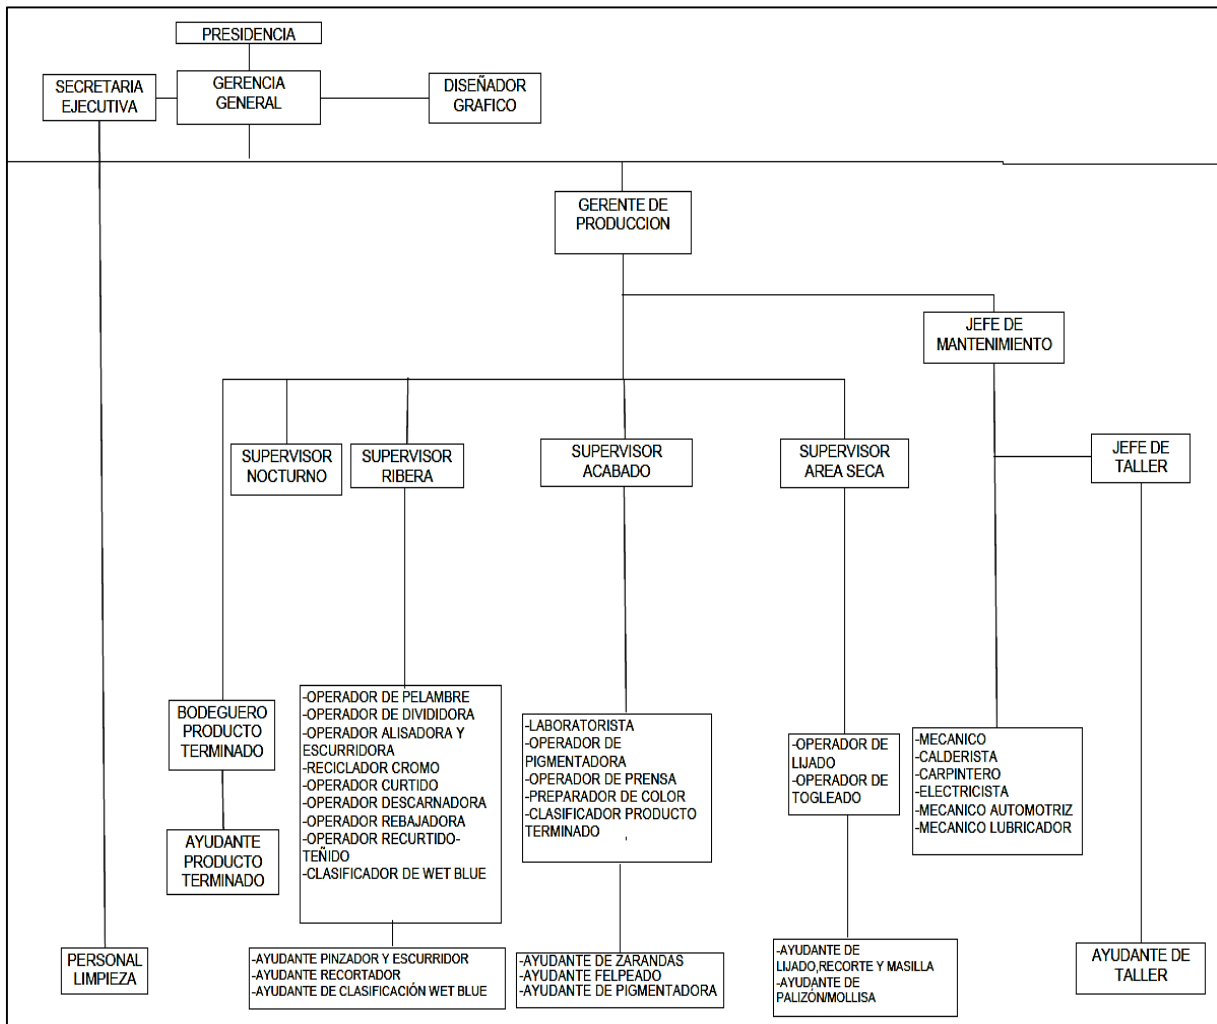 PRESIDENCIA
SECRETARIA
EJECUTIVA
GERENCIA
GENERAL
DISEÑADOR
GRAFICO
GERENTE DE
PRODUCCION
JEFE DE
MANTENIMIENTO
SUPERVISOR
NOCTURNO
SUPERVISOR
RIBERA
SUPERVISOR
ACABADO
SUPERVISOR
AREA SECA
JEFE DE
TALLER
BODEGUERO
PRODUCTO
TERMINADO
-OPERADOR DE PELAMBRE
-OPERADOR DE DIVIDIDORA
-OPERADOR ALISADORA Y
ESCURRIDORA
-RECICLADOR CROMO
-OPERADOR CURTIDO
-OPERADOR DESCARNADORA
-OPERADOR REBAJADORA
-OPERADOR RECURTIDO-
TEÑIDO
-CLASIFICADOR DE WET BLUE
-LABORATORISTA
-OPERADOR DE
PIGMENTADORA
-OPERADOR DE PRENSA
-PREPARADOR DE COLOR
-CLASIFICADOR PRODUCTO
TERMINADO
-OPERADOR DE
LIJADO
-OPERADOR DE
TOGLEADO
-MECANICO
-CALDERISTA
-CARPINTERO
-ELECTRICISTA
-MECANICO AUTOMOTRIZ
-MECANICO LUBRICADOR
AYUDANTE
PRODUCTO
TERMINADO
PERSONAL
LIMPIEZA
-AYUDANTE PINZADOR Y ESCURRIDOR
-AYUDANTE RECORTADOR
-AYUDANTE DE CLASIFICACIÓN WET BLUE
-AYUDANTE DE ZARANDAS
-AYUDANTE FELPEADO
-AYUDANTE DE PIGMENTADORA
-AYUDANTE DE
LIJADO,RECORTE Y MASILLA
-AYUDANTE DE
PALIZÓN/MOLLISA
AYUDANTE DE
TALLER